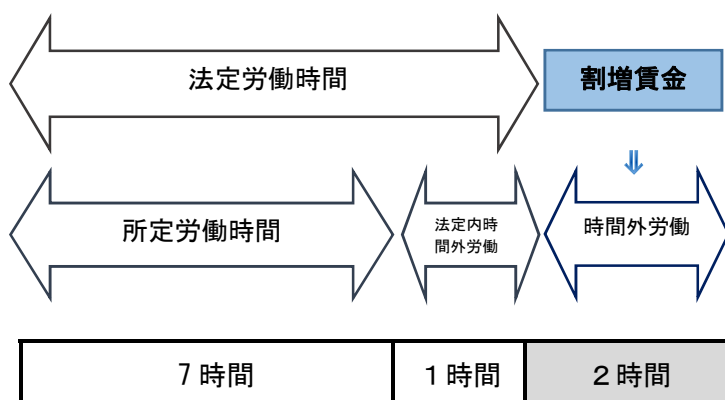 法定労働時間
割増賃金
⇓
所定労働時間
法定内時
間外労働
時間外労働
7時間
1時間
2時間